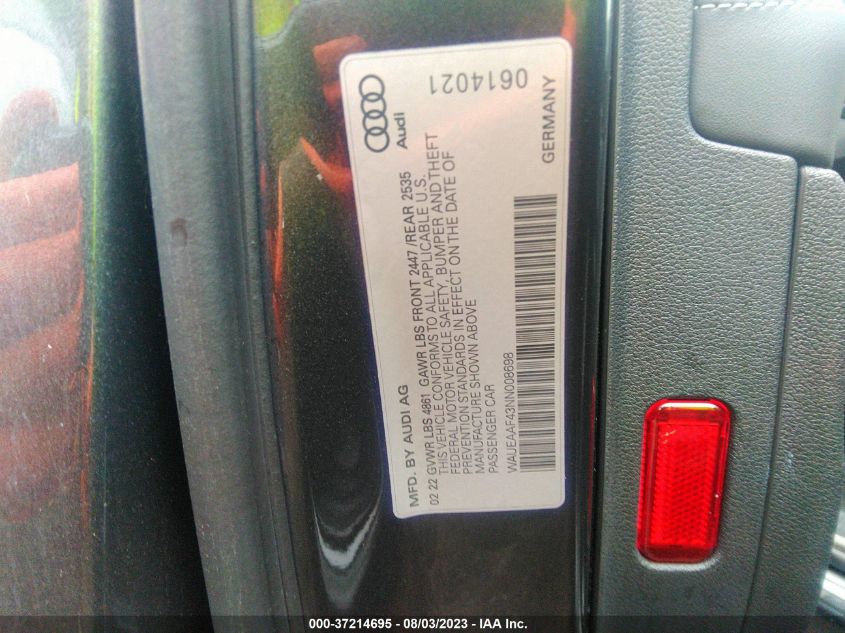 MFD. BY AUDI AG
Audi
02 22 GVWR LBS 4861 GAWR LBS FRONT 2447 /REAR 2535
THIS VEHICLE CONFORMS TO ALL APPLICABLE U.S.
FEDERAL MOTOR VEHICLE SAFETY, BUMPER AND THEFT
PREVENTION STANDARDS IN EFFECT ON THE DATE OF
MANUFACTURE SHOWN ABOVE
PASSENGER CAR
WAUEAAF43NN008698
GERMANY
0614021
000-37214695 - 08/03/2023 - IAA Inc.